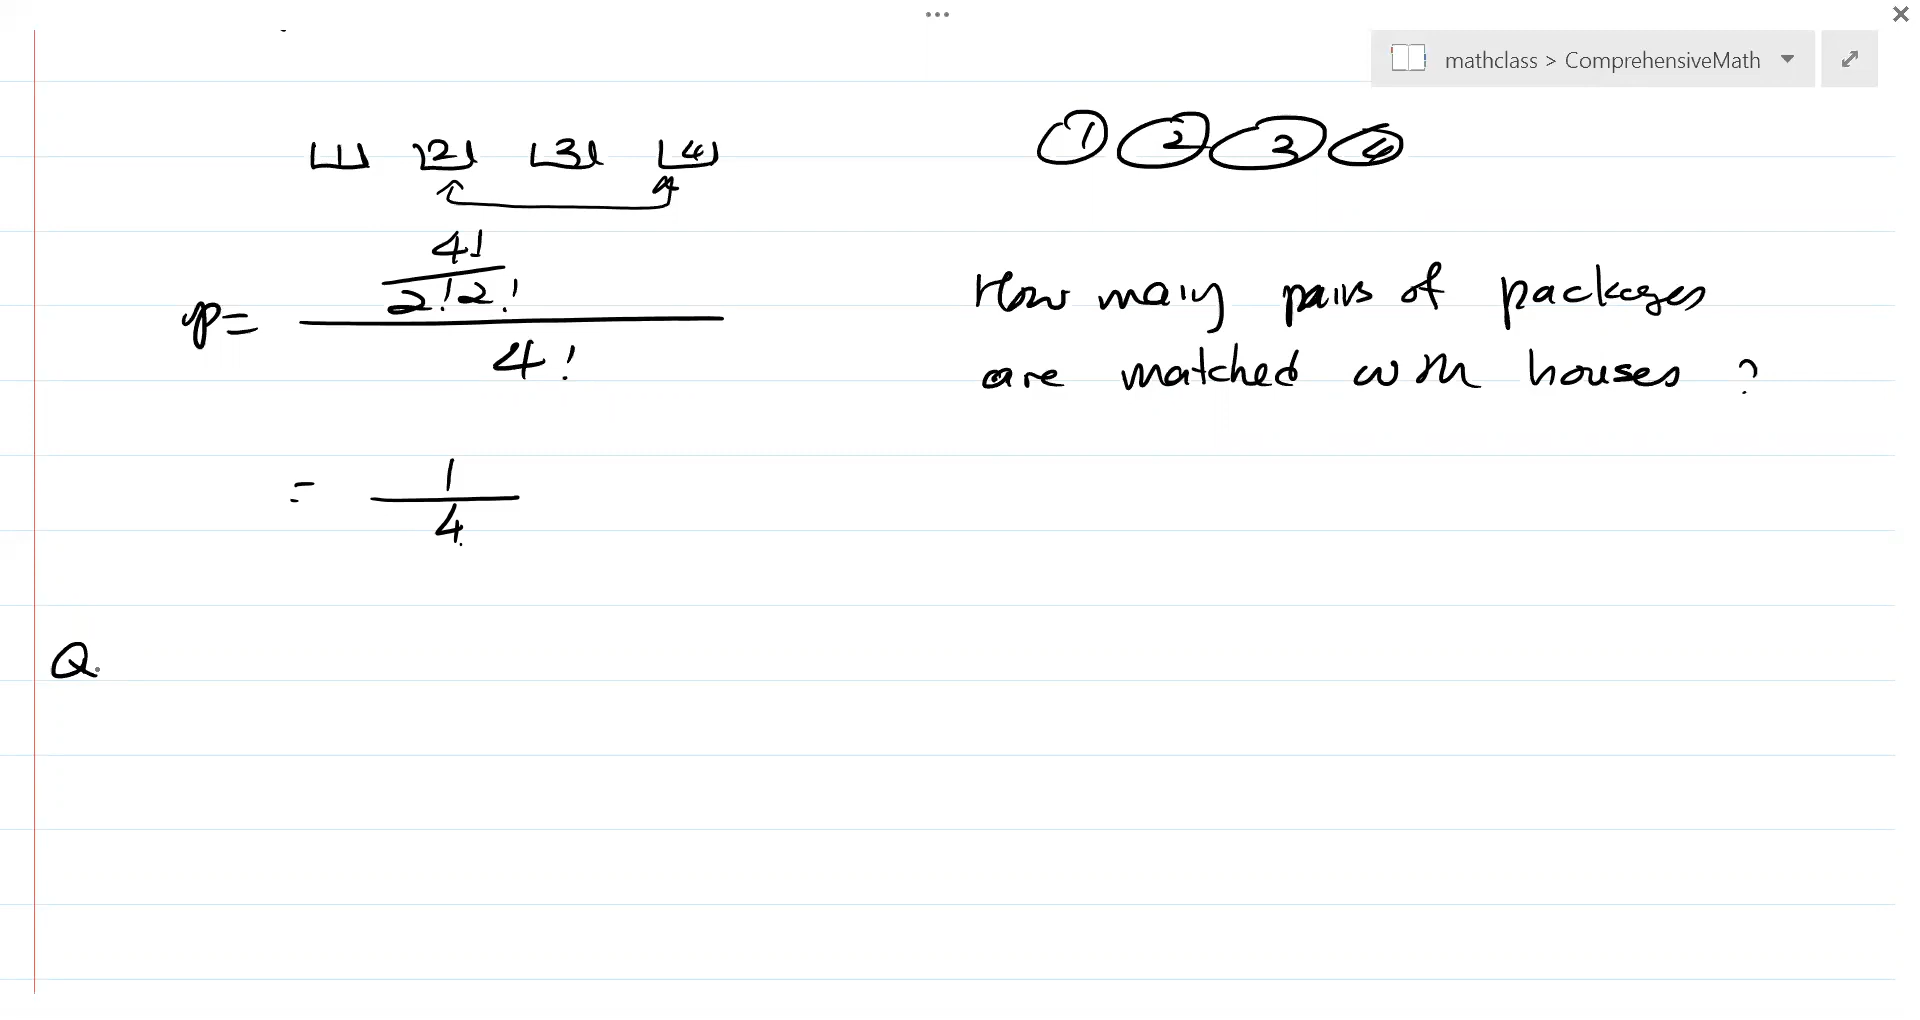 mathclass > ComprehensiveMath
1 2 3 4
1 2 3 4
4!
2!2!
p=
4!
How many pairs of packages
are matched with houses ?
= 1
4
Q.